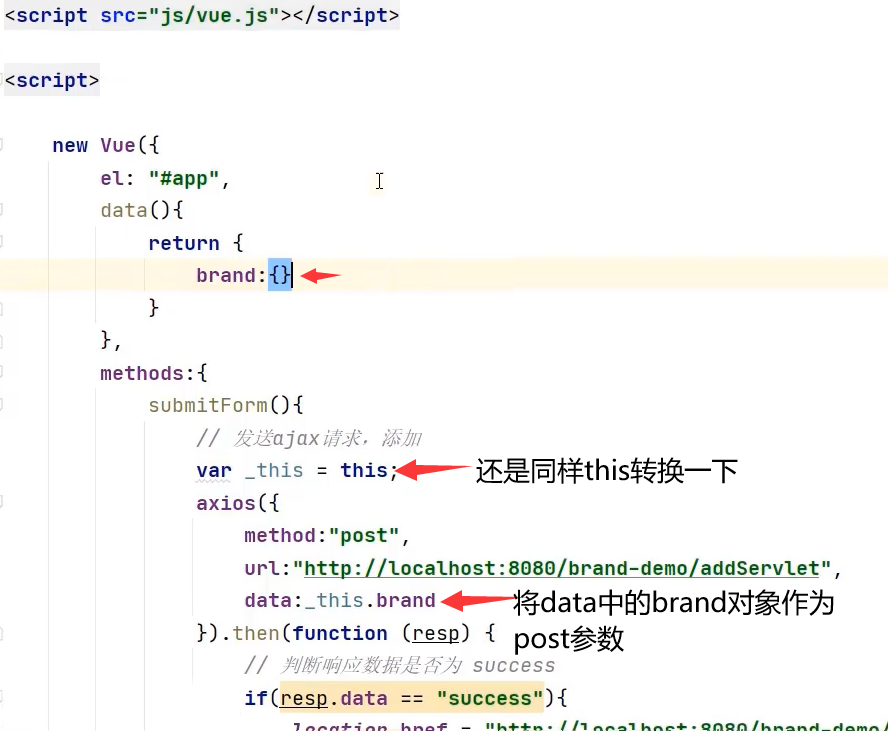 <script src="js/vue.js"></script>
<script>
new Vue({
el: "#app",
data(){
return {
brand:{}
}
},
methods:{
submitForm(){
// 发送ajax请求，添加
var _this = this;
还是同样this转换一下
axios({
method:"post",
url:"http://localhost:8080/brand-demo/addServlet",
data:_this.brand
将data中的brand对象作为
post参数
}).then(function (resp) {
// 判断响应数据是否为 success
if(resp.data == "success"){
location.href = "http://localhost:8080/brand-demo/